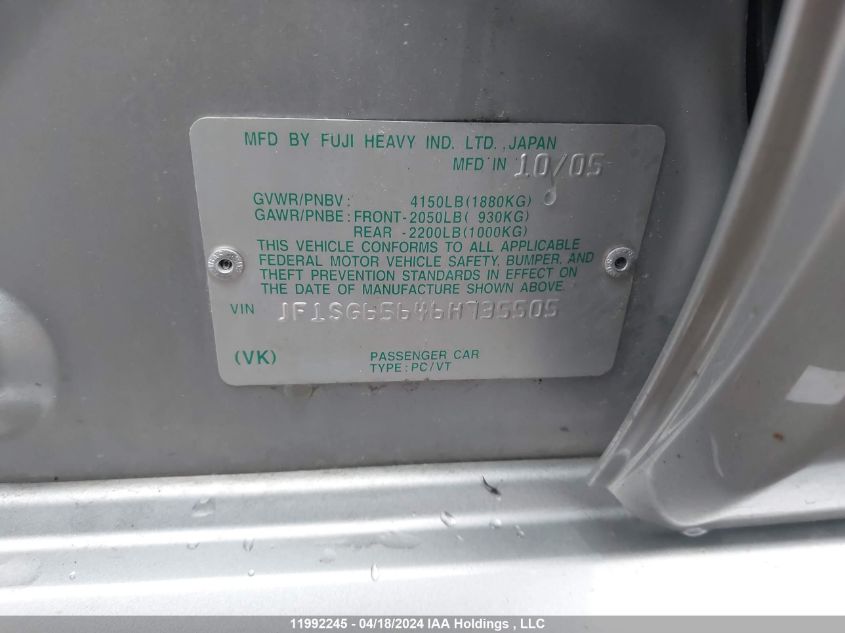 MFD BY FUJI HEAVY IND. LTD., JAPAN
MFD IN 10/05
GVWR/PNBV: 4150LB(1880KG)
GAWR/PNBE: FRONT-2050LB( 930KG)
REAR -2200LB(1000KG)
THIS VEHICLE CONFORMS TO ALL APPLICABLE
FEDERAL MOTOR VEHICLE SAFETY, BUMPER, AND
THEFT PREVENTION STANDARDS IN EFFECT ON
THE DATE OF MANUFACTURE SHOWN ABOVE.
VIN JF1SG65646H735505
(VK) PASSENGER CAR
TYPE: PC/VT
11992245 - 04/18/2024 IAA Holdings , LLC